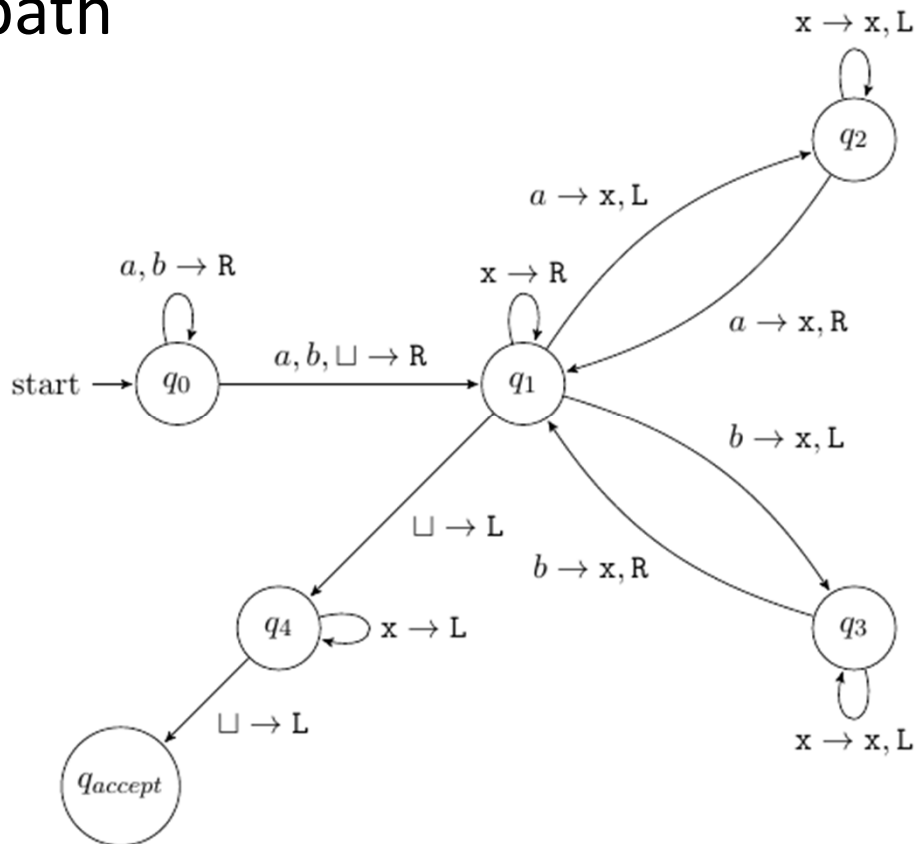 path
x → x, L
q2
a → x, L
a, b → R
x → R
a → x, R
a, b, ⊔ → R
start
q0
q1
b → x, L
⊔ → L
b → x, R
q4
x → L
q3
⊔ → L
x → x, L
qaccept